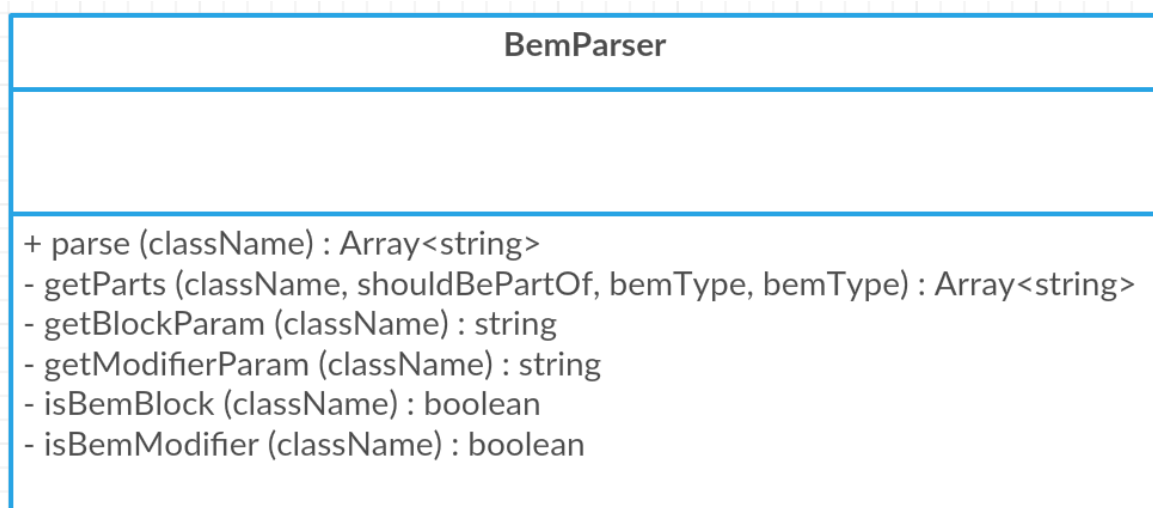 BemParser
+ parse (className) : Array<string>
- getParts (className, shouldBePartOf, bemType, bemType) : Array<string>
- getBlockParam (className) : string
- getModifierParam (className) : string
- isBemBlock (className) : boolean
- isBemModifier (className) : boolean